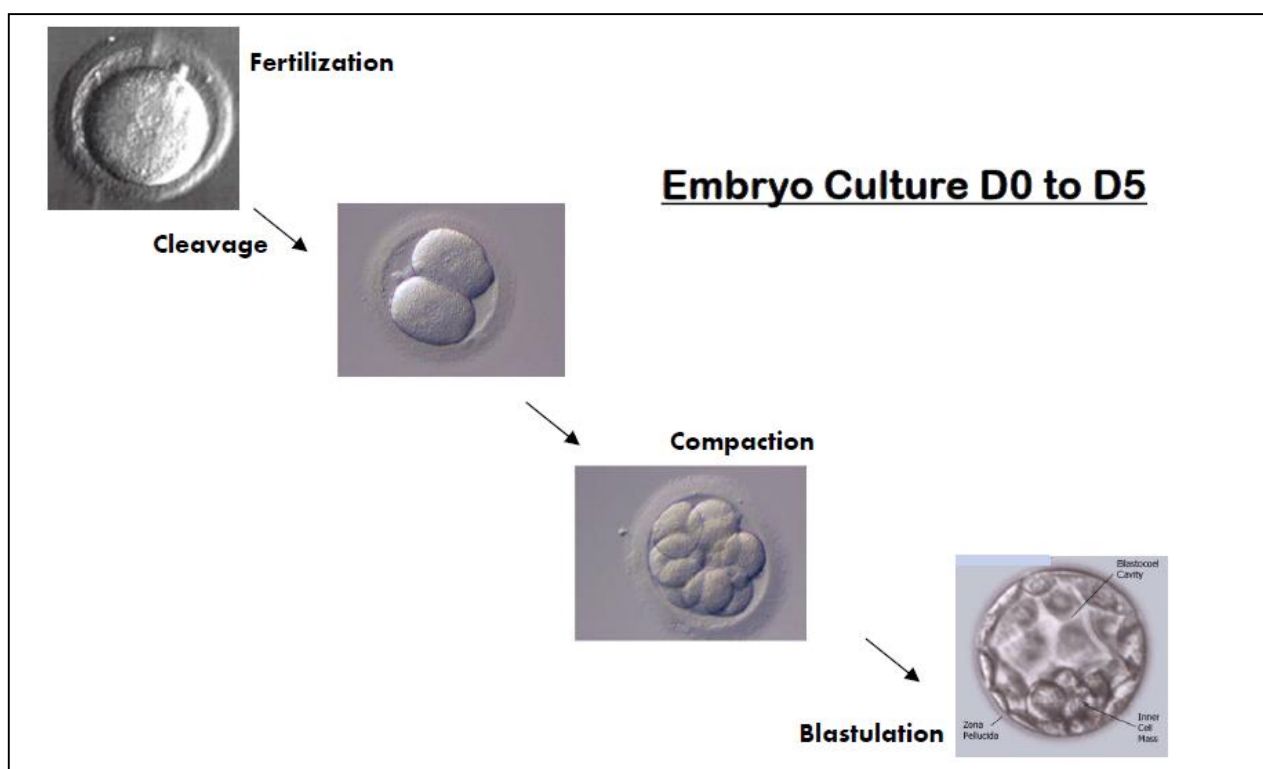 Fertilization
Embryo Culture D0 to D5
Cleavage
Compaction
Blastocoel
Cavity
Blastulation
Zona
Pellucida
Inner
Cell
Mass